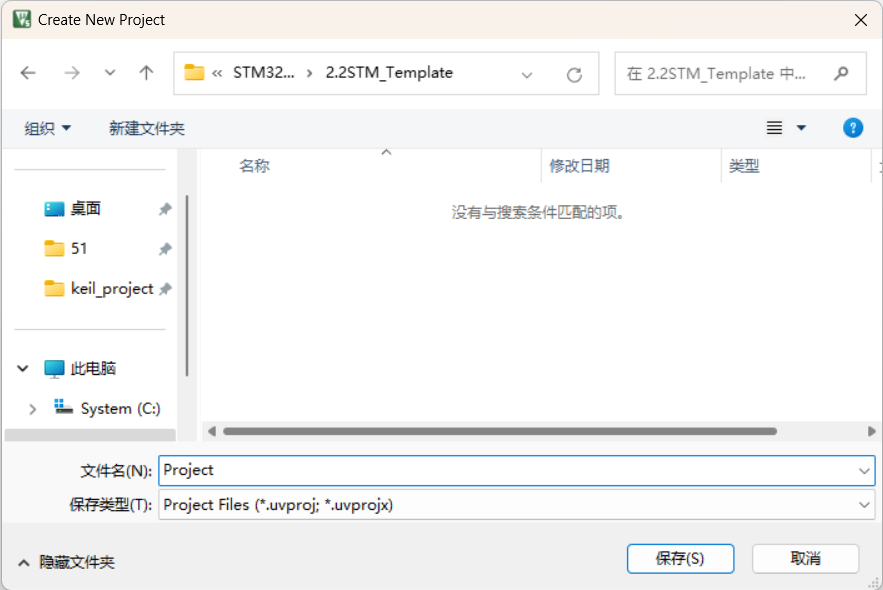 Create New Project
« STM32... › 2.2STM_Template
在 2.2STM_Template 中...
组织
新建文件夹
名称
修改日期
类型
没有与搜索条件匹配的项。
桌面
51
keil_project
此电脑
System (C:)
文件名(N): Project
保存类型(T): Project Files (*.uvproj; *.uvprojx)
隐藏文件夹
保存(S)
取消